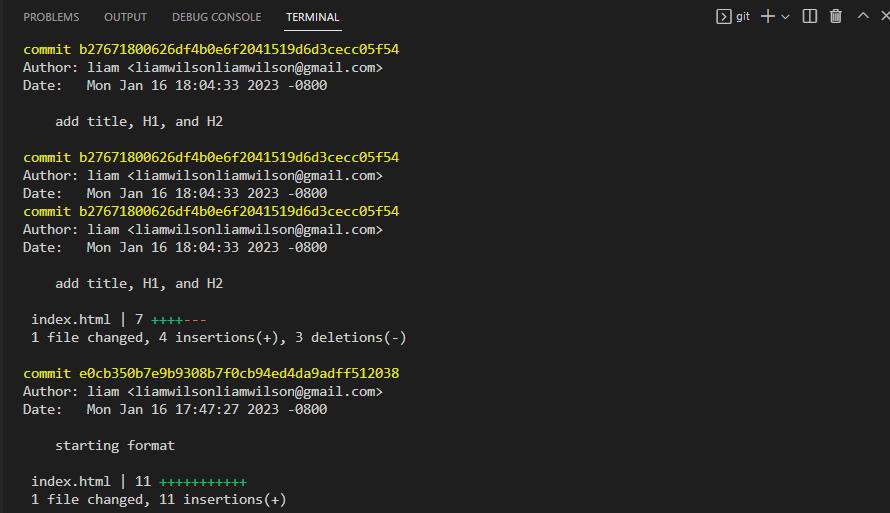 PROBLEMS OUTPUT DEBUG CONSOLE TERMINAL git
commit b27671800626df4b0e6f2041519d6d3cecc05f54
Author: liam <liamwilsonliamwilson@gmail.com>
Date:   Mon Jan 16 18:04:33 2023 -0800
add title, H1, and H2
commit b27671800626df4b0e6f2041519d6d3cecc05f54
Author: liam <liamwilsonliamwilson@gmail.com>
Date:   Mon Jan 16 18:04:33 2023 -0800
commit b27671800626df4b0e6f2041519d6d3cecc05f54
Author: liam <liamwilsonliamwilson@gmail.com>
Date:   Mon Jan 16 18:04:33 2023 -0800
add title, H1, and H2
index.html | 7 ++++---
1 file changed, 4 insertions(+), 3 deletions(-)
commit e0cb350b7e9b9308b7f0cb94ed4da9adff512038
Author: liam <liamwilsonliamwilson@gmail.com>
Date:   Mon Jan 16 17:47:27 2023 -0800
starting format
index.html | 11 +++++++++++
1 file changed, 11 insertions(+)